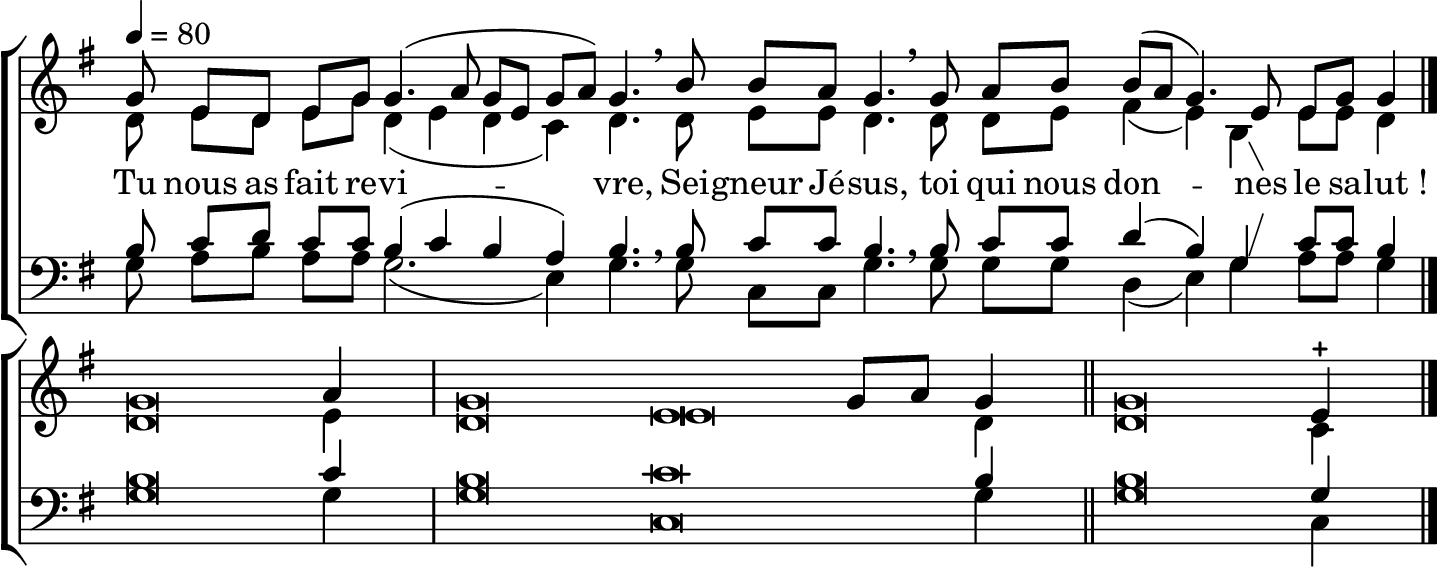 ♩ = 80
Tu nous as fait revi - vre, Seigneur Jésus, toi qui nous don - nes le salut !